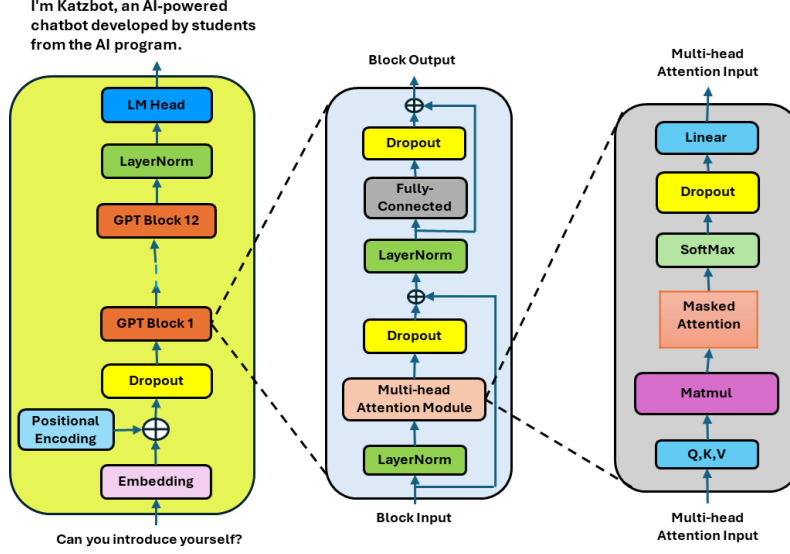 I'm Katzbot, an AI-powered
chatbot developed by students
from the AI program.
LM Head
LayerNorm
GPT Block 12
GPT Block 1
Dropout
Positional
Encoding
Embedding
Can you introduce yourself?
Block Output
Dropout
Fully-
Connected
LayerNorm
Dropout
Multi-head
Attention Module
LayerNorm
Block Input
Multi-head
Attention Input
Linear
Dropout
SoftMax
Masked
Attention
Matmul
Q,K,V
Multi-head
Attention Input